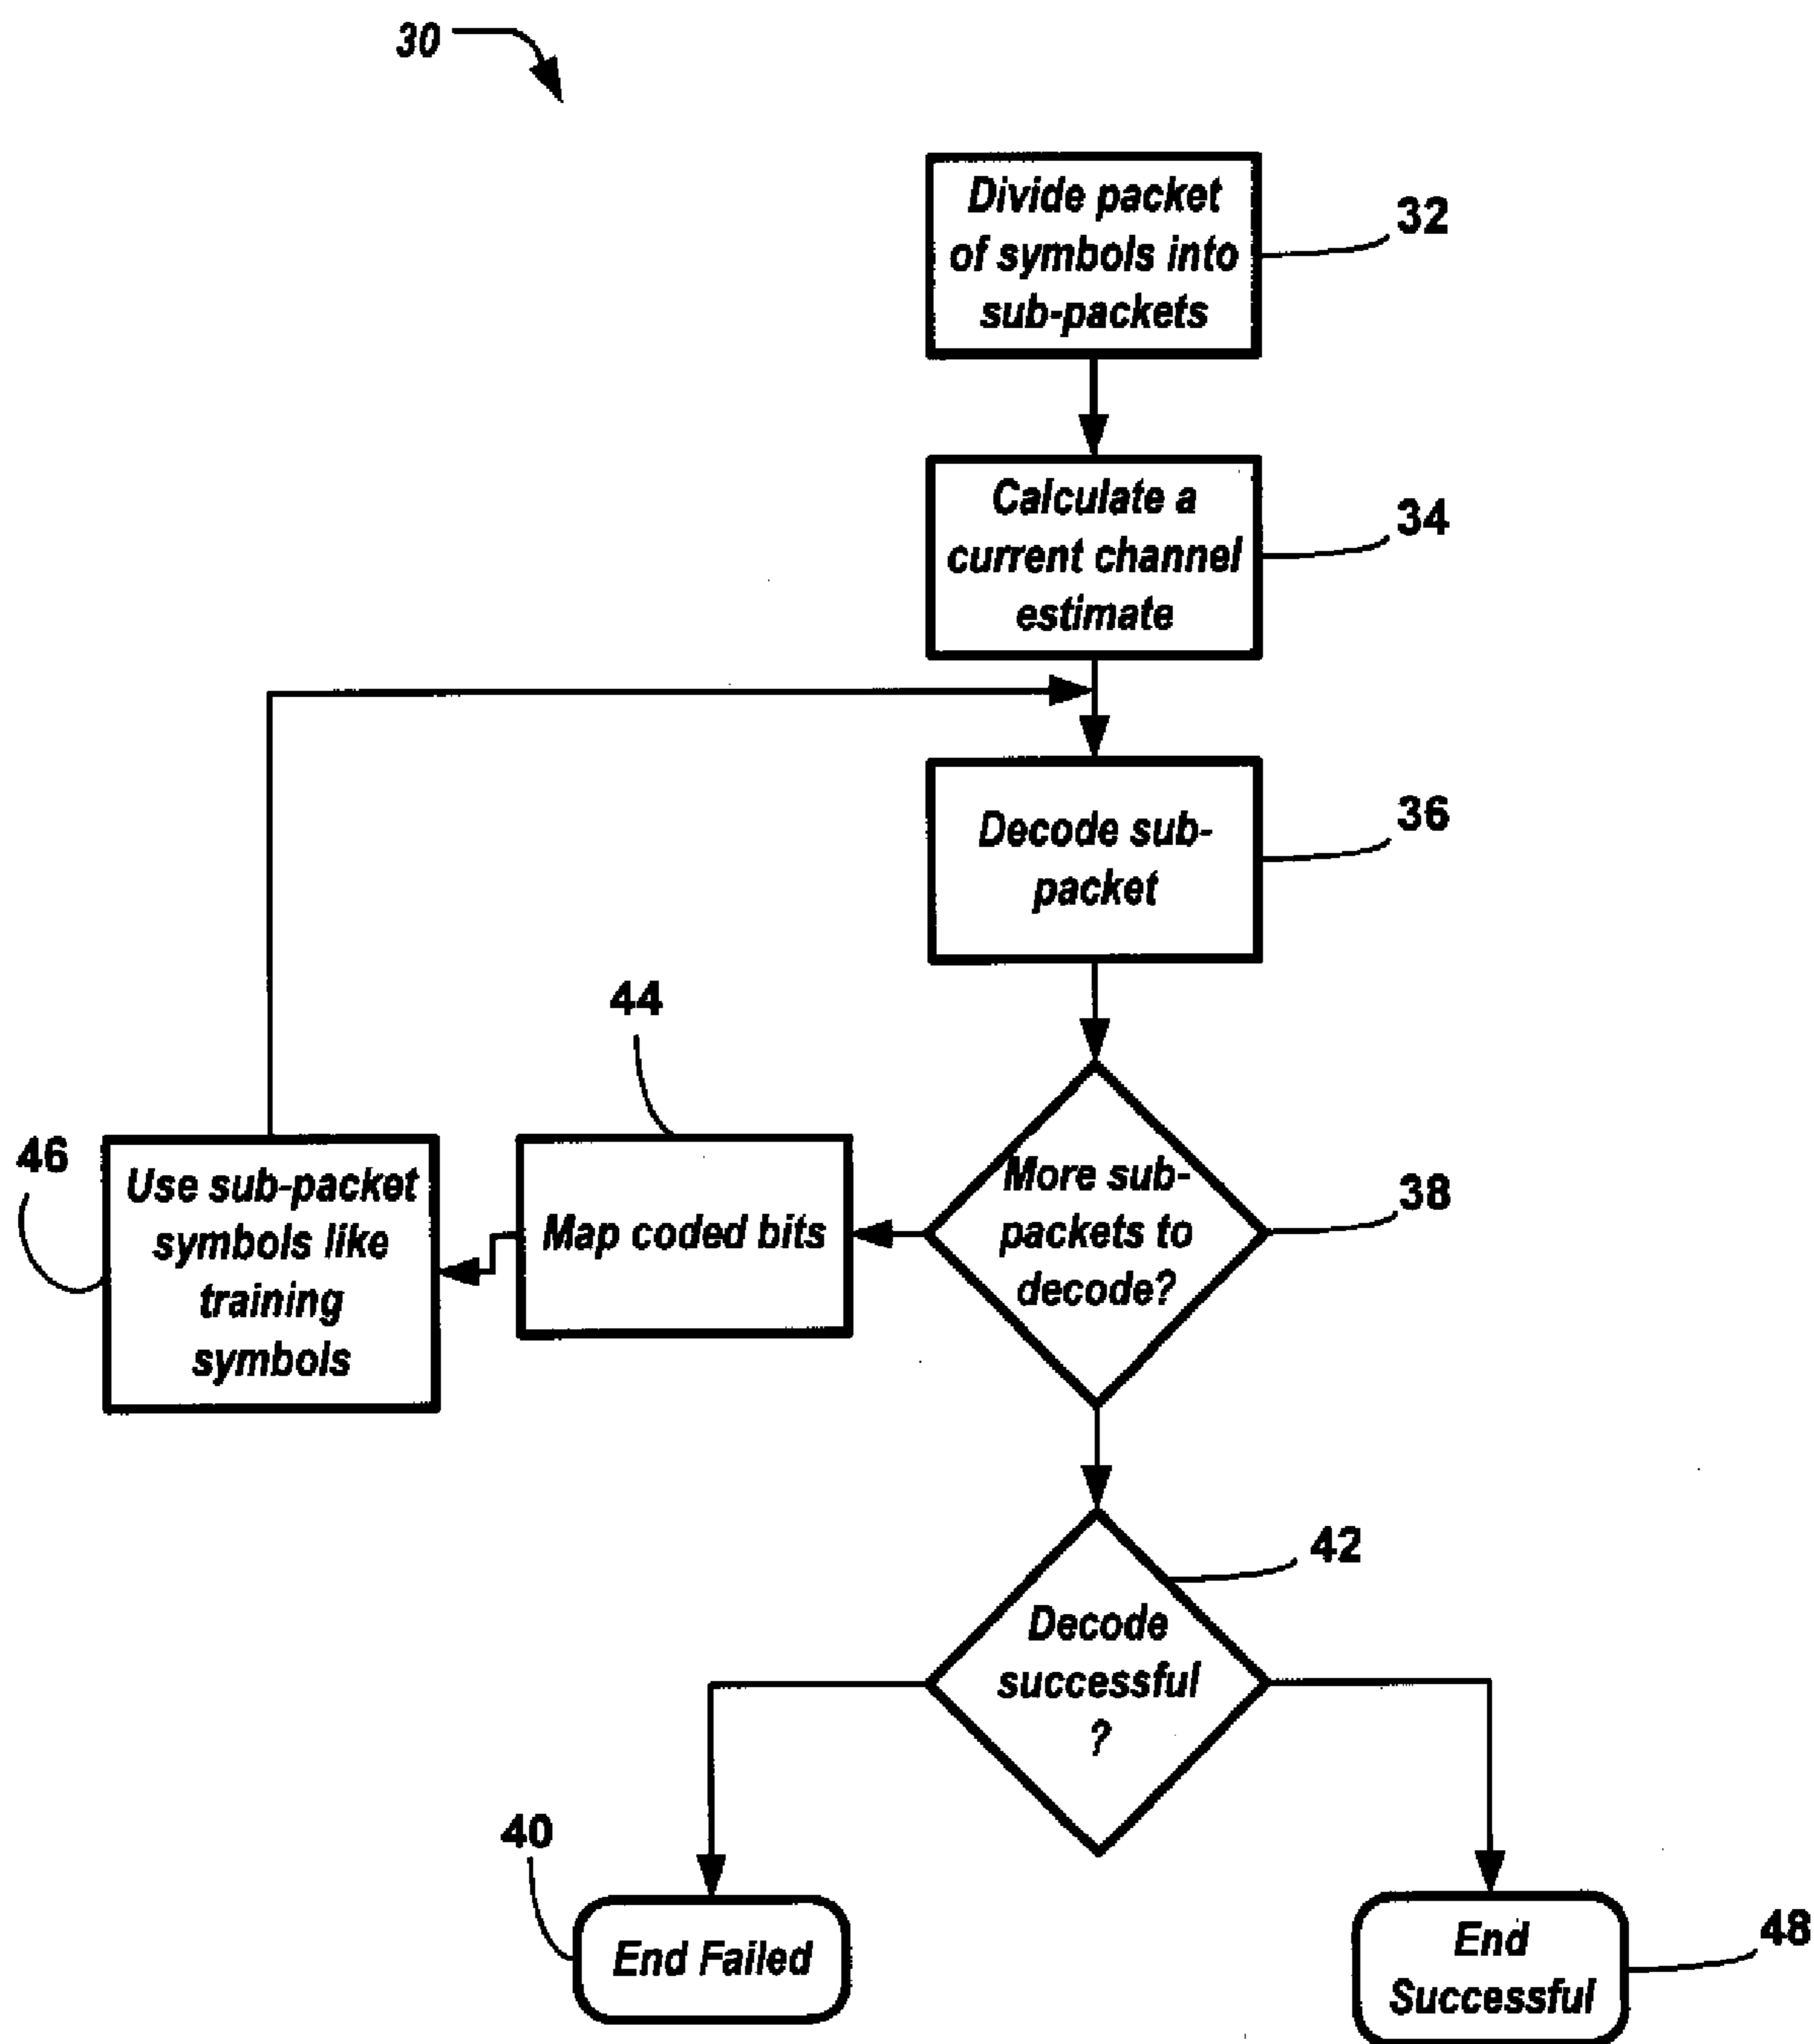 30
Divide packet
of symbols into
sub-packets
32
Calculate a
current channel
estimate
34
Decode sub-
packet
36
44
46
Use sub-packet
symbols like
training
symbols
Map coded bits
More sub-
packets to
decode?
38
42
Decode
successful
?
40
End Failed
End
Successful
48